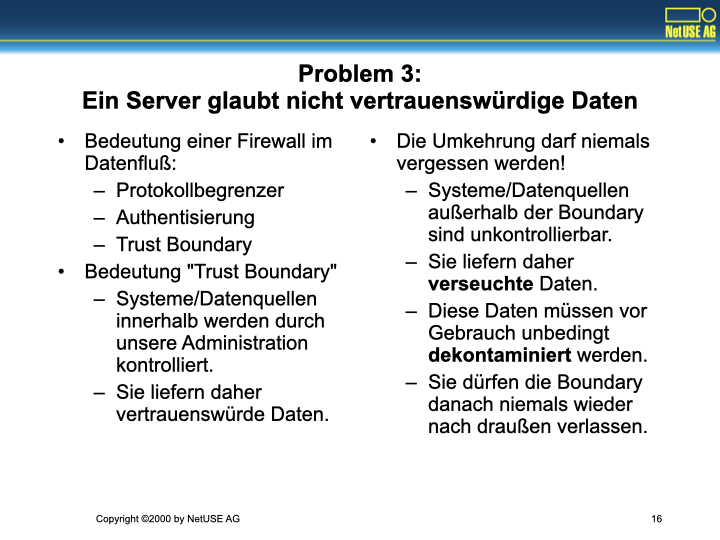 NetUSE AG
Problem 3:
Ein Server glaubt nicht vertrauenswürdige Daten
• Bedeutung einer Firewall im
Datenfluß:
– Protokollbegrenzer
– Authentisierung
– Trust Boundary
• Bedeutung "Trust Boundary"
– Systeme/Datenquellen
innerhalb werden durch
unsere Administration
kontrolliert.
– Sie liefern daher
vertrauenswürde Daten.
• Die Umkehrung darf niemals
vergessen werden!
– Systeme/Datenquellen
außerhalb der Boundary
sind unkontrollierbar.
– Sie liefern daher
verseuchte Daten.
– Diese Daten müssen vor
Gebrauch unbedingt
dekontaminiert werden.
– Sie dürfen die Boundary
danach niemals wieder
nach draußen verlassen.
Copyright ©2000 by NetUSE AG
16